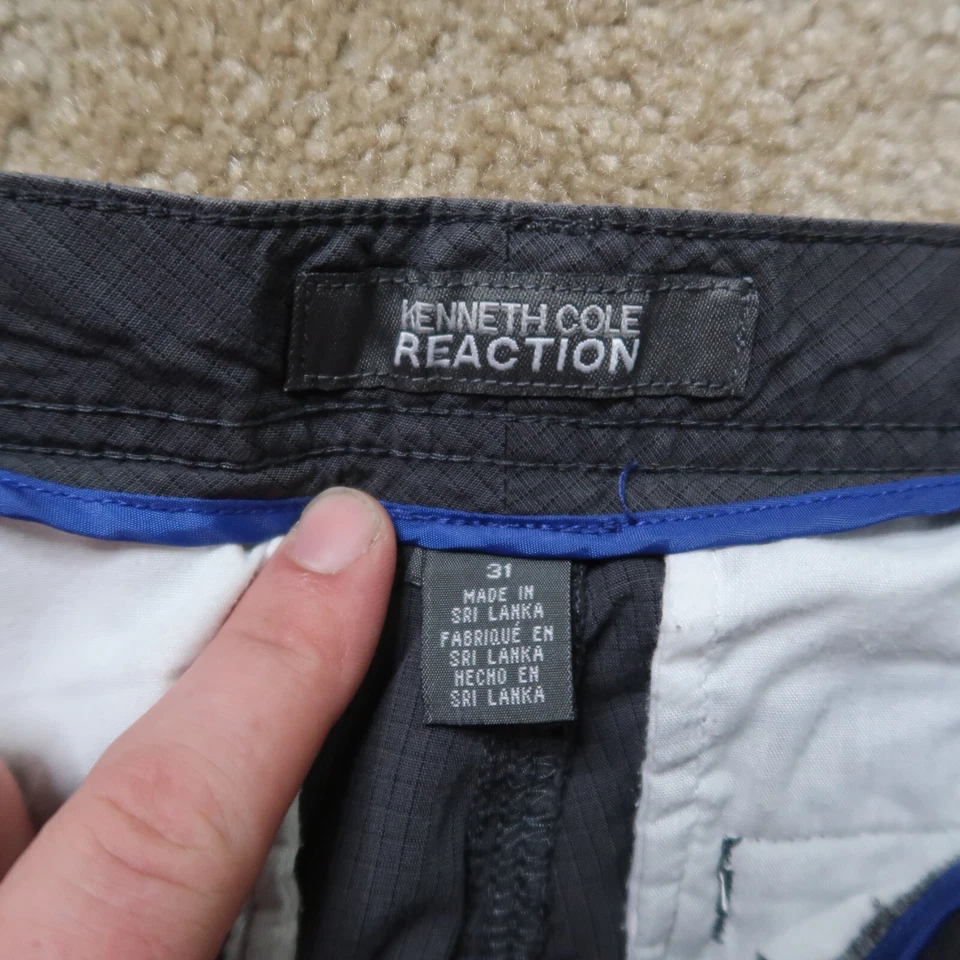 KENNETH COLE
REACTION
31
MADE IN
SRI LANKA
FABRIQUÉ EN
SRI LANKA
HECHO EN
SRI LANKA